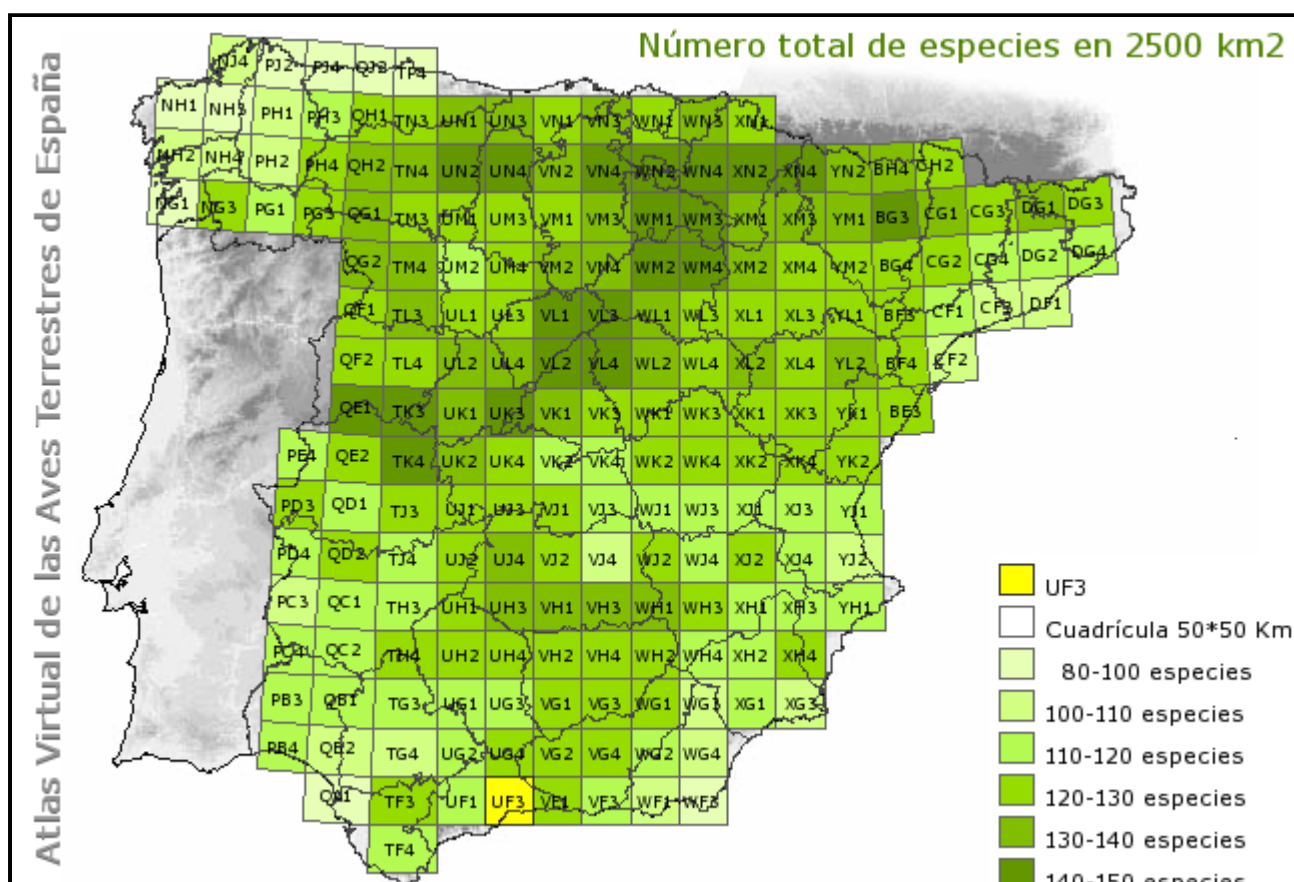 Número total de especies en 2500 km2
Atlas Virtual de las Aves Terrestres de España
NJ4 PJ2 PJ4 QJ2 TP4
NH1 NH3 PH1 PH3 QH1 TN3 UN1 UN3 VN1 VN3 WN1 WN3 XN1
NH2 NH4 PH2 PH4 QH2 TN4 UN2 UN4 VN2 VN4 WN2 WN4 XN2 XN4 YN2 BH4 CH2
NG1 NG3 PG1 PG3 QG1 TM3 UM1 UM3 VM1 VM3 WM1 WM3 XM1 XM3 YM1 BG3 CG1 CG3 DG1 DG3
QG2 TM4 UM2 UM4 VM2 VN4 WM2 WM4 XM2 XM4 YM2 BG4 CG2 CG4 DG2 DG4
QF1 TL3 UL1 UL3 VL1 VL3 WL1 WL3 XL1 XL3 YL1 BF3 CF1 CF3 DF1
QF2 TL4 UL2 UL4 VL2 VL4 WL2 WL4 XL2 XL4 YL2 BF4 CF2
QE1 TK3 UK1 UK3 VK1 VK3 WK1 WK3 XK1 XK3 YK1 BE3
PE4 QE2 TK4 UK2 UK4 VK2 VK4 WK2 WK4 XK2 XK4 YK2
PD3 QD1 TJ3 UJ1 UJ3 VJ1 VJ3 WJ1 WJ3 XJ1 XJ3 YJ1
PD4 QD2 TJ4 UJ2 UJ4 VJ2 VJ4 WJ2 WJ4 XJ2 XJ4 YJ2
PC3 QC1 TH3 UH1 UH3 VH1 VH3 WH1 WH3 XH1 XH3 YH1
PC4 QC2 TH4 UH2 UH4 VH2 VH4 WH2 WH4 XH2 XH4
PB3 QB1 TG3 UG1 UG3 VG1 VG3 WG1 WG3 XG1 XG3
PB4 QB2 TG4 UG2 UG4 VG2 VG4 WG2 WG4
QA1 TF3 UF1 UF3 VF1 VF3 WF1 WF3
TF4
UF3
Cuadrícula 50*50 Km
80-100 especies
100-110 especies
110-120 especies
120-130 especies
130-140 especies
140-150 especies